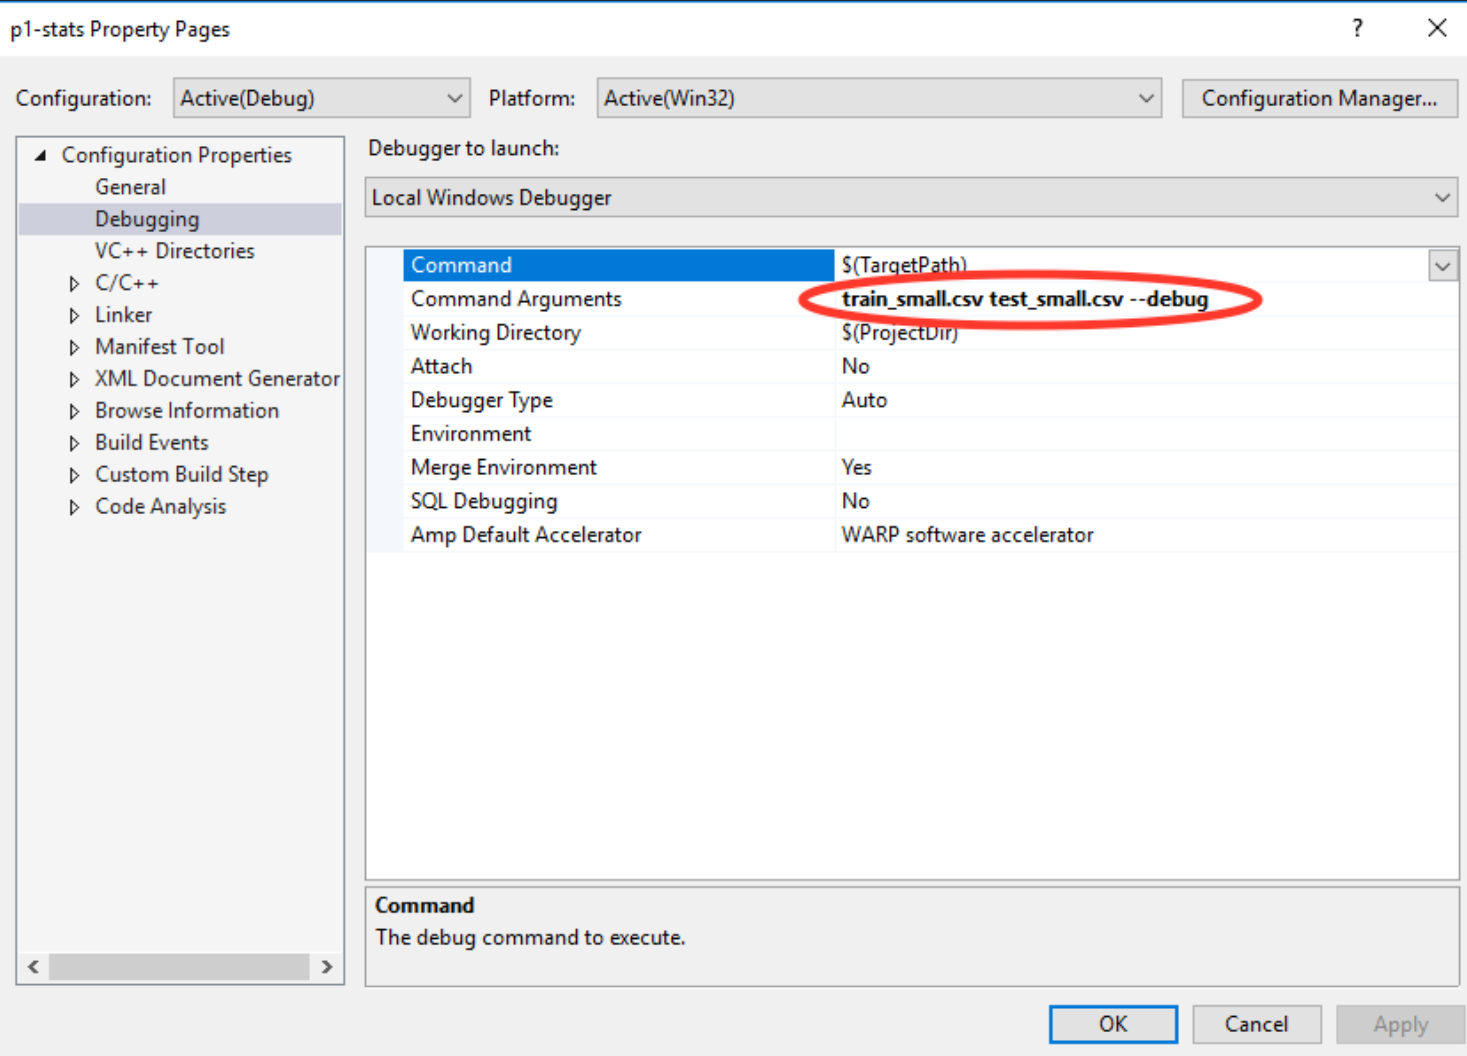 p1-stats Property Pages
?
Configuration: Active(Debug) Platform: Active(Win32) Configuration Manager...
Configuration Properties
General
Debugging
VC++ Directories
C/C++
Linker
Manifest Tool
XML Document Generator
Browse Information
Build Events
Custom Build Step
Code Analysis
Debugger to launch:
Local Windows Debugger
Command $(TargetPath)
Command Arguments train_small.csv test_small.csv --debug
Working Directory $(ProjectDir)
Attach No
Debugger Type Auto
Environment
Merge Environment Yes
SQL Debugging No
Amp Default Accelerator WARP software accelerator
Command
The debug command to execute.
OK Cancel Apply